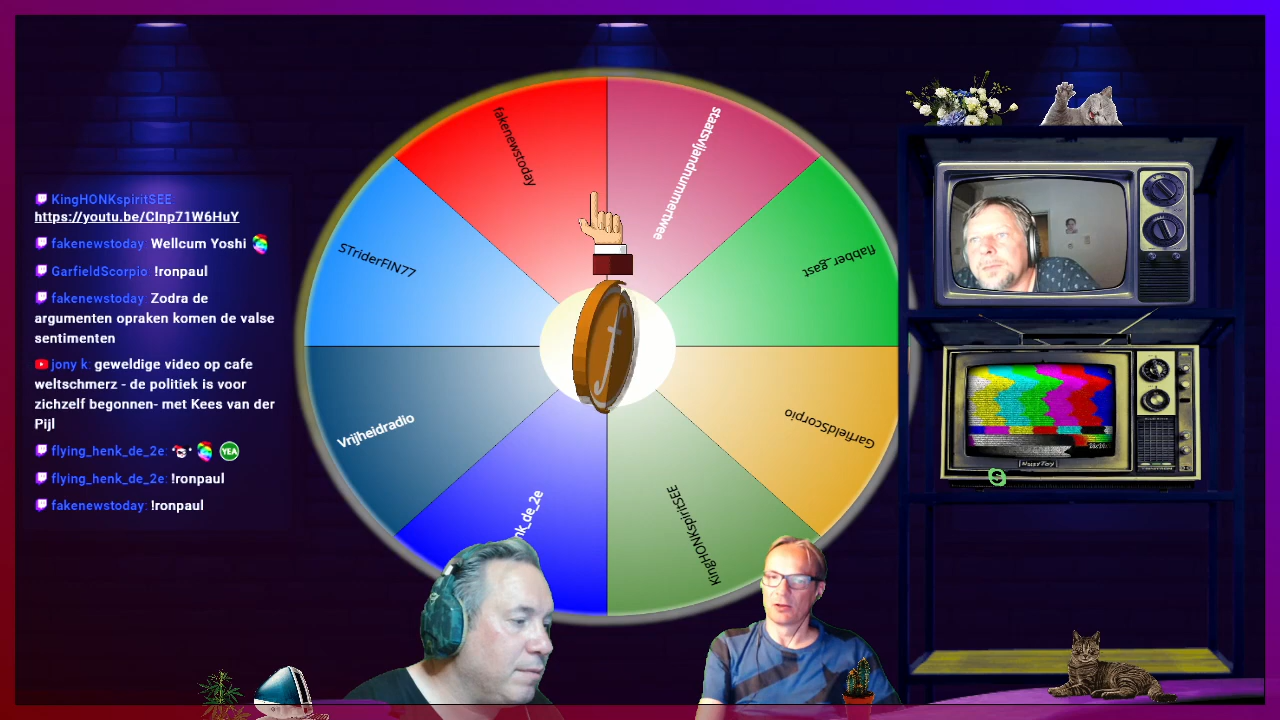 KingHONKspiritSEE
https://youtu.be/CInp71W6HuY
fakenewstoday: Wellcum Yoshi
GarfieldScorpio: !ronpaul
fakenewstoday: Zodra de
argumenten opraken komen de valse
sentimenten
jony k: geweldige video op cafe
weltschmerz - de politiek is voor
zichzelf begonnen- met Kees van der
Pijl
flying_henk_de_2e: YEA
flying_henk_de_2e: !ronpaul
fakenewstoday: !ronpaul
fakenewstoday
staatsvijandnummertwee
flabber_gast
GarfieldScorpio
KingHONKspiritSEE
nk_de_2e
Vrijheidradio
STriderFIN77
f